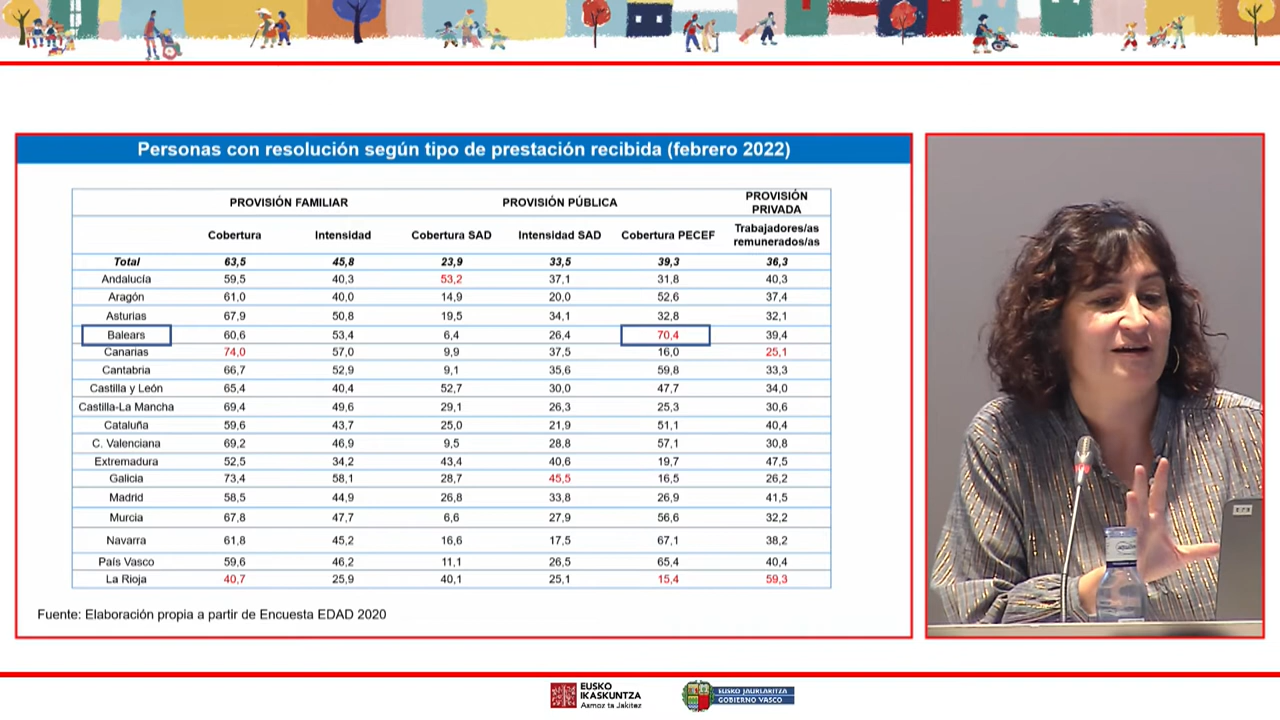 Personas con resolución según tipo de prestación recibida (febrero 2022)
PROVISIÓN FAMILIAR PROVISIÓN PÚBLICA PROVISIÓN PRIVADA
Cobertura Intensidad Cobertura SAD Intensidad SAD Cobertura PECEF Trabajadores/as remunerados/as
Total 63,5 45,8 23,9 33,5 39,3 36,3
Andalucía 59,5 40,3 53,2 37,1 31,8 40,3
Aragón 61,0 40,0 14,9 20,0 52,6 37,4
Asturias 67,9 50,8 19,5 34,1 32,8 32,1
Balears 60,6 53,4 6,4 26,4 70,4 39,4
Canarias 74,0 57,0 9,9 37,5 16,0 25,1
Cantabria 66,7 52,9 9,1 35,6 59,8 33,3
Castilla y León 65,4 40,4 52,7 30,0 47,7 34,0
Castilla-La Mancha 69,4 49,6 29,1 26,3 25,3 30,6
Cataluña 59,6 43,7 25,0 21,9 51,1 40,4
C. Valenciana 69,2 46,9 9,5 28,8 57,1 30,8
Extremadura 52,5 34,2 43,4 40,6 19,7 47,5
Galicia 73,4 58,1 28,7 45,5 16,5 26,2
Madrid 58,5 44,9 26,8 33,8 26,9 41,5
Murcia 67,8 47,7 6,6 27,9 56,6 32,2
Navarra 61,8 45,2 16,6 17,5 67,1 38,2
País Vasco 59,6 46,2 11,1 26,5 65,4 40,4
La Rioja 40,7 25,9 40,1 25,1 15,4 59,3
Fuente: Elaboración propia a partir de Encuesta EDAD 2020
EUSKO
IKASKUNTZA
Asmoz ta Jakitez
EUSKO JAURLARITZA
GOBIERNO VASCO